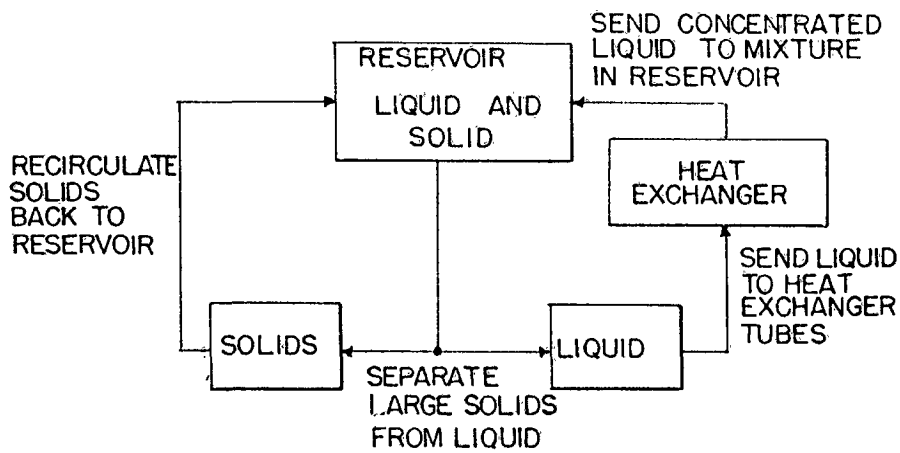 SEND CONCENTRATED
LIQUID TO MIXTURE
IN RESERVOIR
RESERVOIR
LIQUID AND
SOLID
HEAT
EXCHANGER
RECIRCULATE
SOLIDS
BACK TO
RESERVOIR
SEND LIQUID
TO HEAT
EXCHANGER
TUBES
SOLIDS
LIQUID
SEPARATE
LARGE SOLIDS
FROM LIQUID